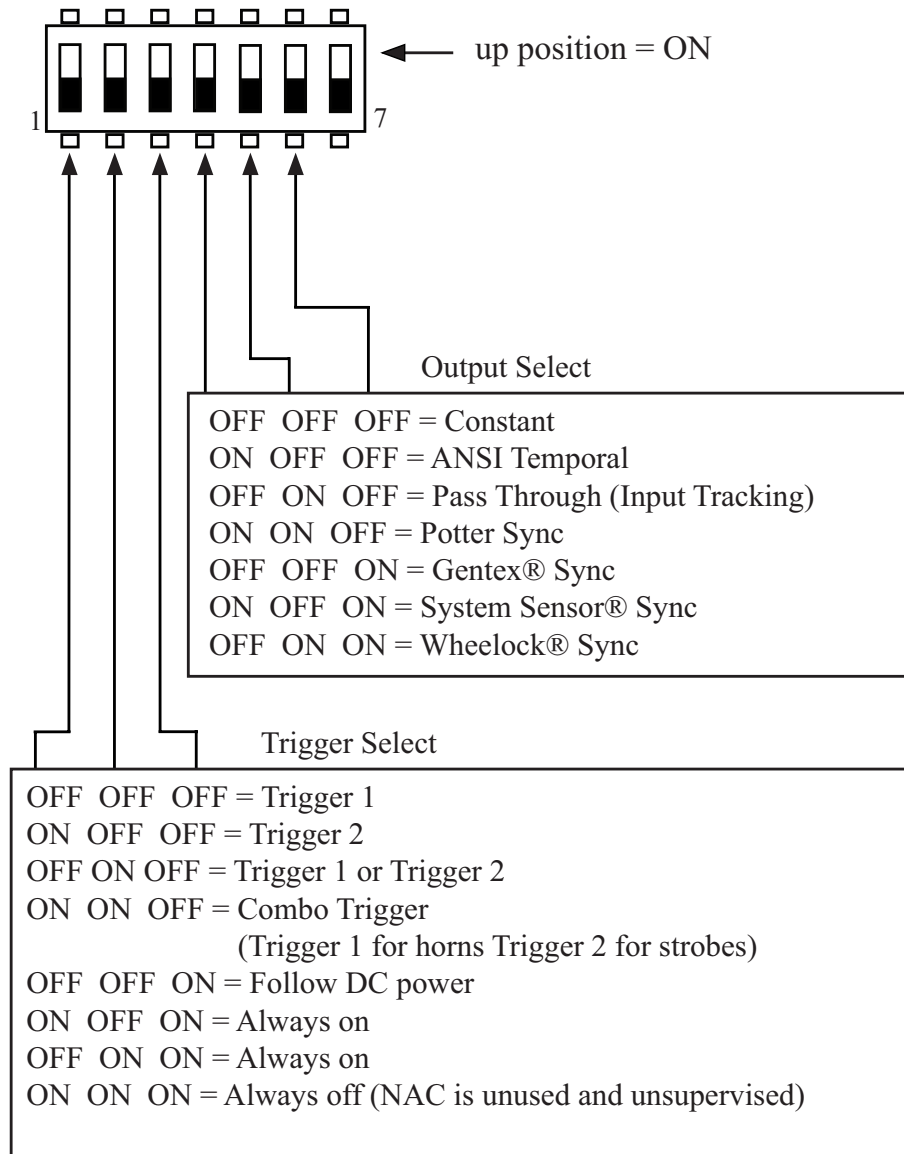 up position = ON
1
7
Output Select
OFF OFF OFF = Constant
ON OFF OFF = ANSI Temporal
OFF ON OFF = Pass Through (Input Tracking)
ON ON OFF = Potter Sync
OFF OFF ON = Gentex® Sync
ON OFF ON = System Sensor® Sync
OFF ON ON = Wheelock® Sync
Trigger Select
OFF OFF OFF = Trigger 1
ON OFF OFF = Trigger 2
OFF ON OFF = Trigger 1 or Trigger 2
ON ON OFF = Combo Trigger
(Trigger 1 for horns Trigger 2 for strobes)
OFF OFF ON = Follow DC power
ON OFF ON = Always on
OFF ON ON = Always on
ON ON ON = Always off (NAC is unused and unsupervised)